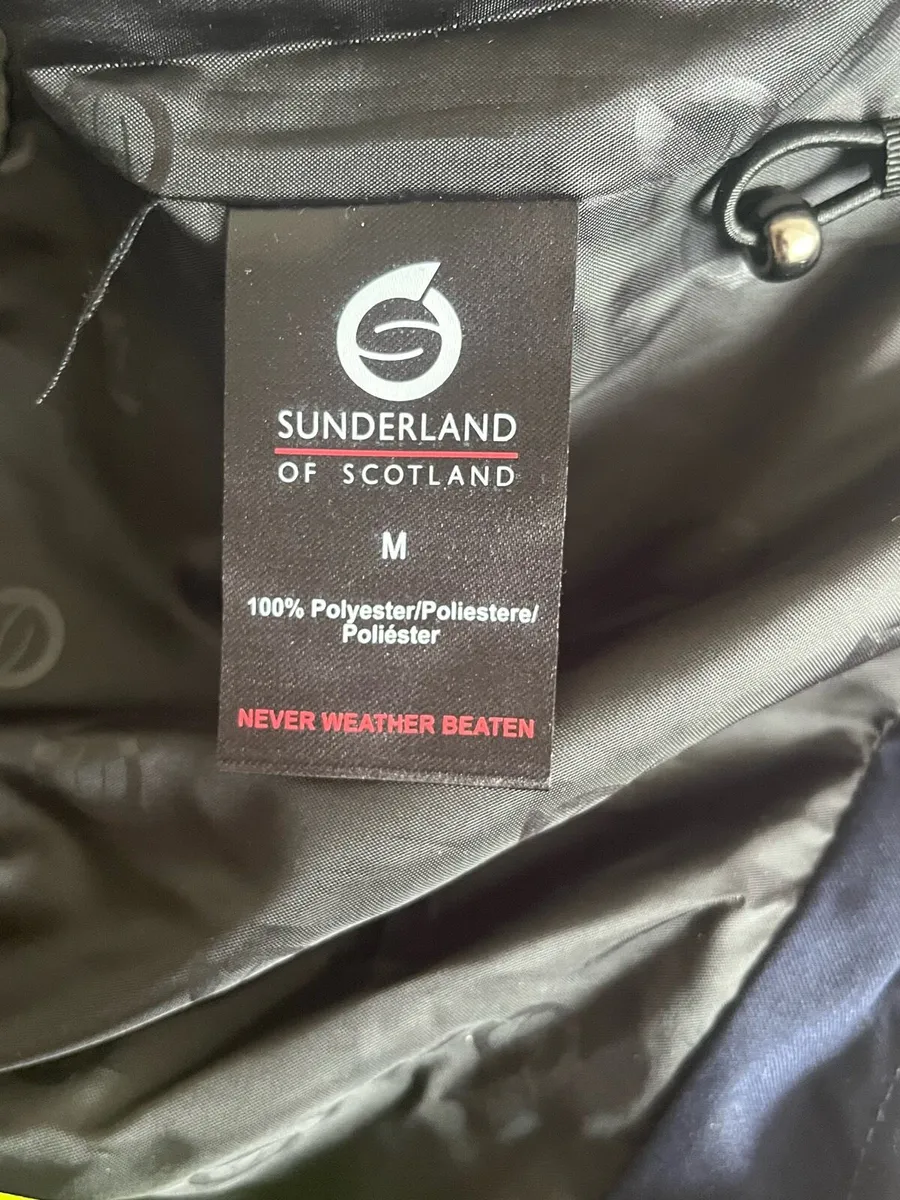 SUNDERLAND
OF SCOTLAND
M
100% Polyester/Poliestere/
Poliéster
NEVER WEATHER BEATEN